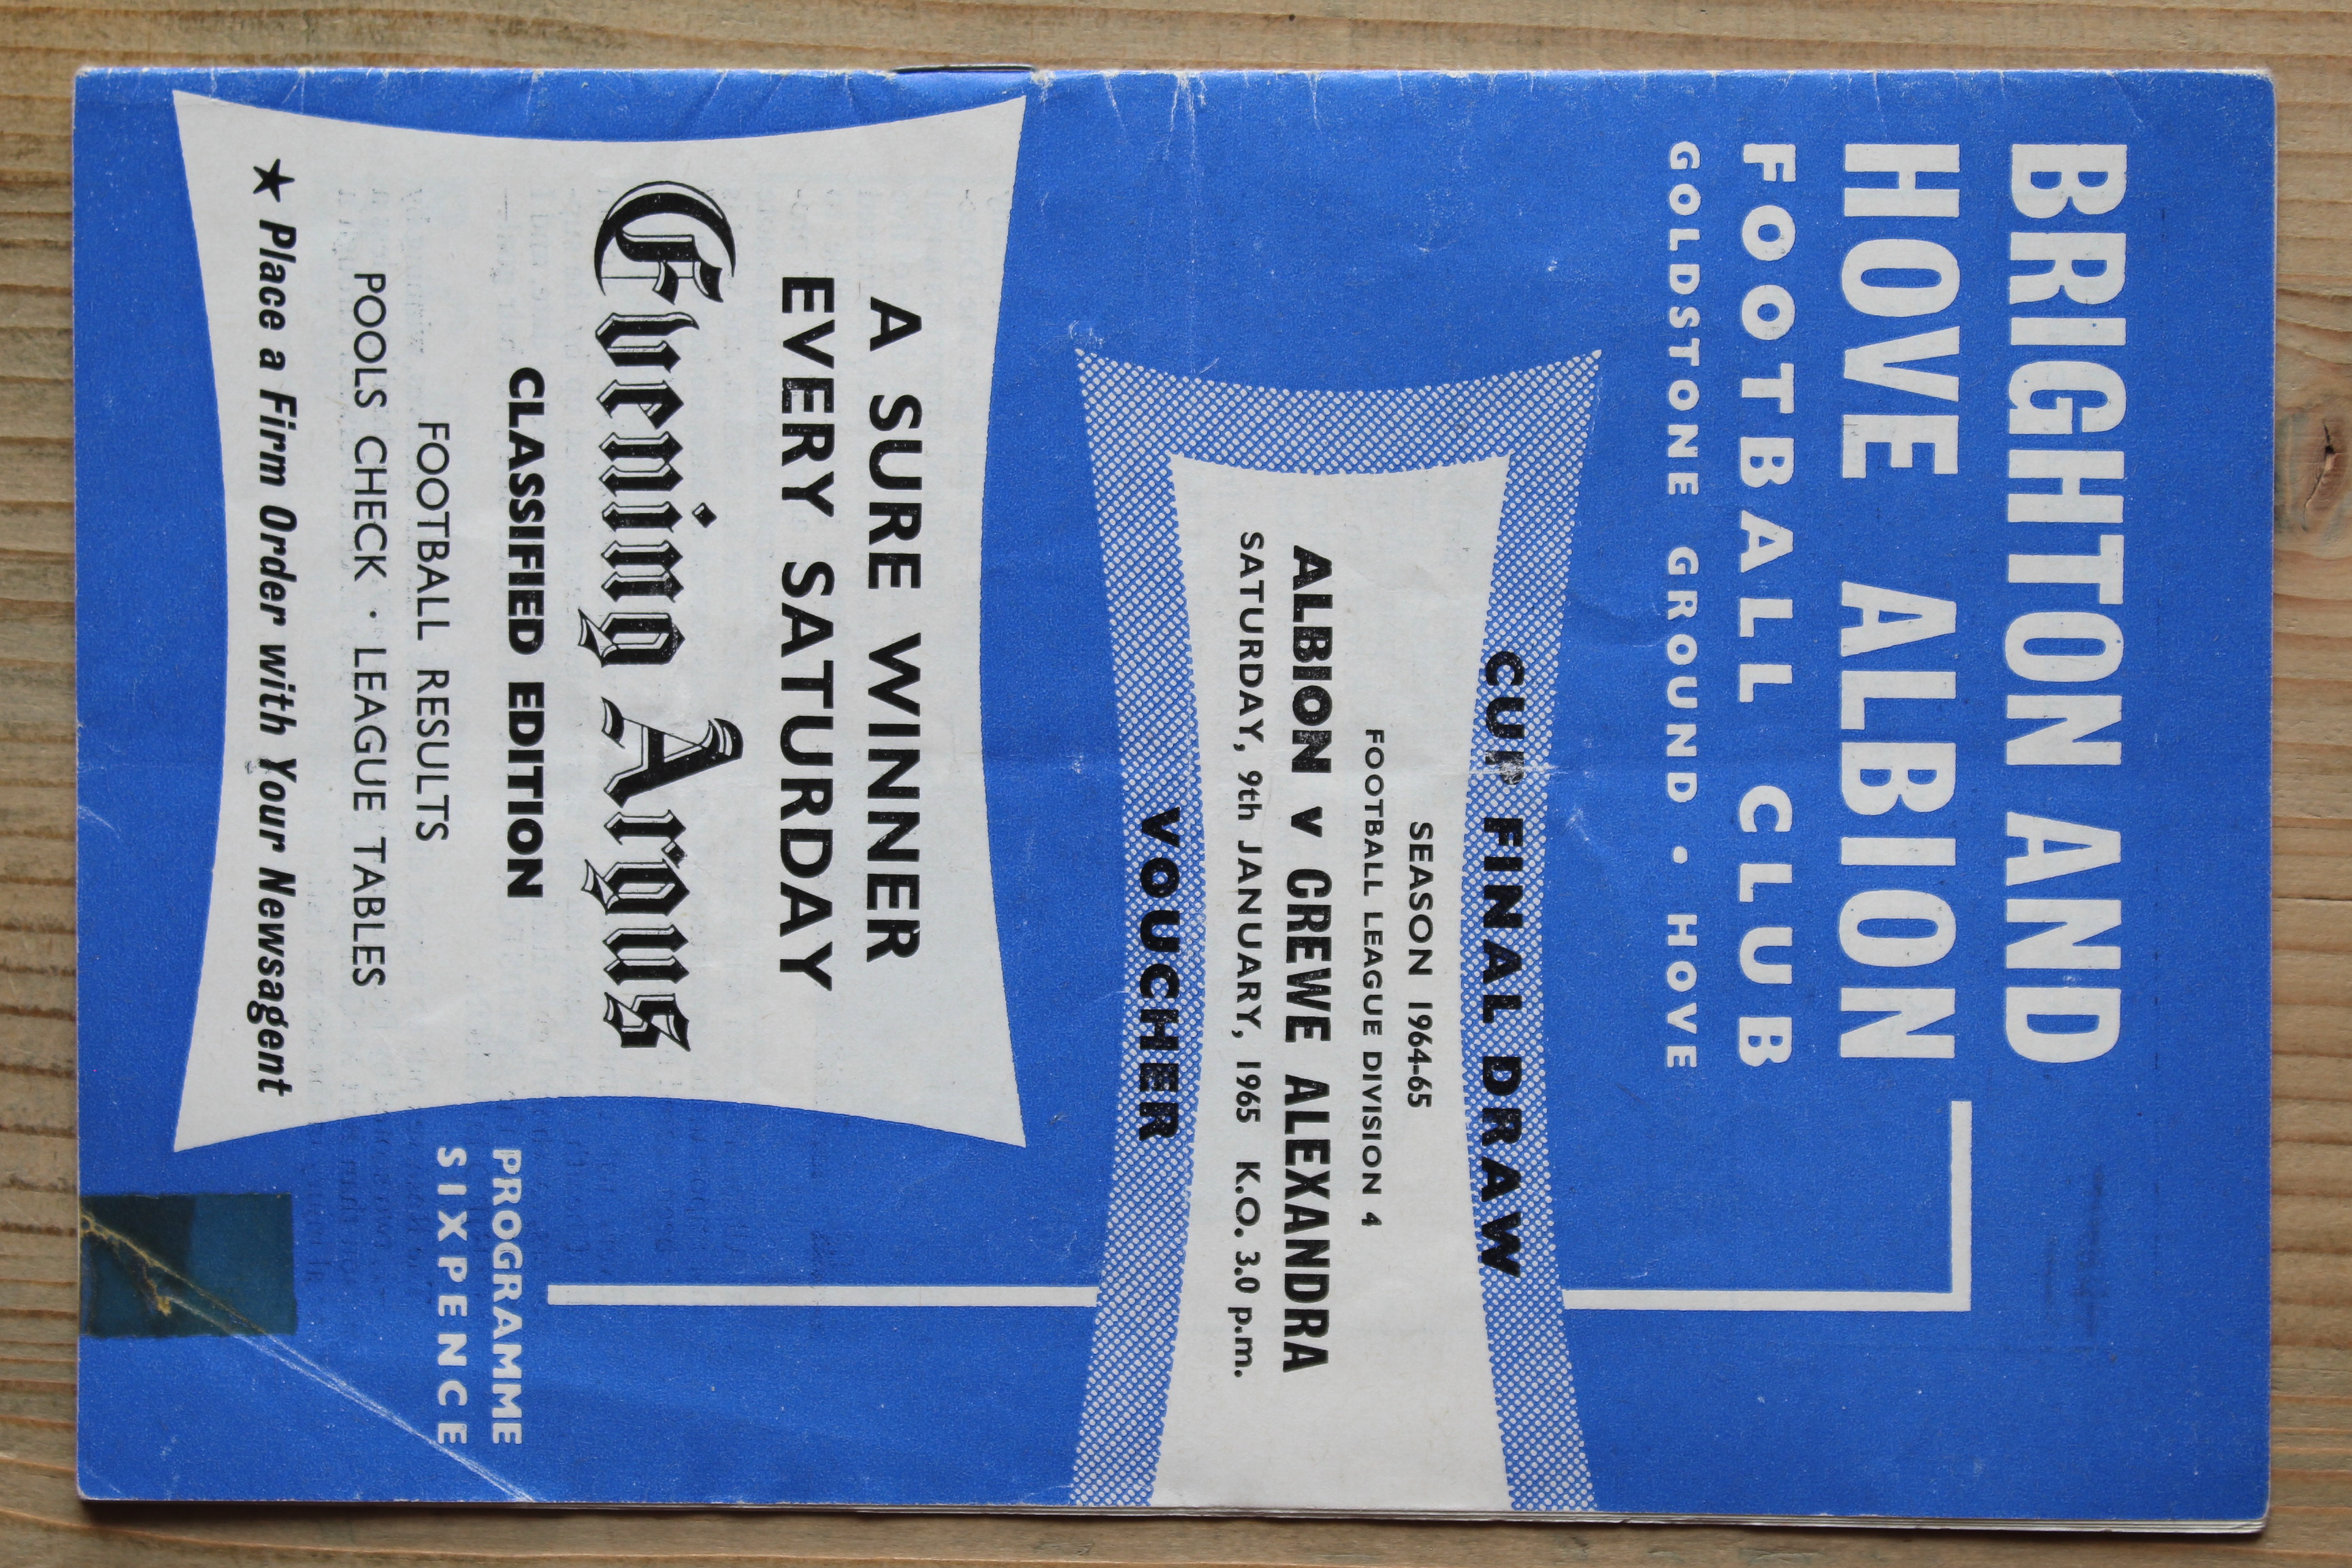 BRIGHTON AND
HOVE ALBION
FOOTBALL CLUB
GOLDSTONE GROUND • HOVE
CUP FINAL DRAW
SEASON 1964-65
FOOTBALL LEAGUE DIVISION 4
ALBION v CREWE ALEXANDRA
SATURDAY, 9th JANUARY, 1965 K.O. 3.0 p.m.
VOUCHER
A SURE WINNER
EVERY SATURDAY
Evening Argus
CLASSIFIED EDITION
FOOTBALL RESULTS
POOLS CHECK · LEAGUE TABLES
★ Place a Firm Order with Your Newsagent
PROGRAMME
SIXPENCE